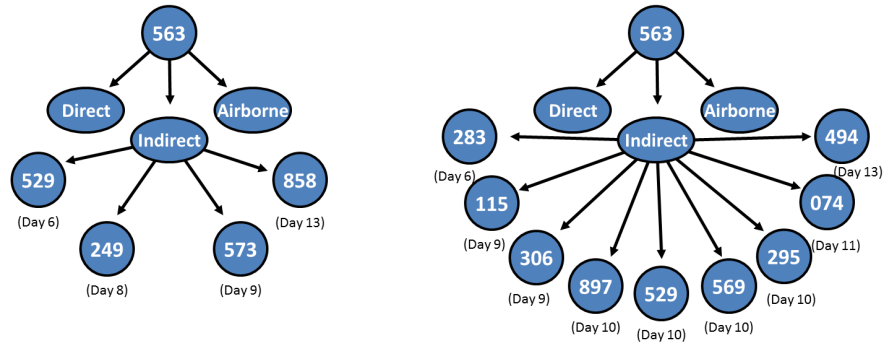 563
Direct
Airborne
Indirect
529
(Day 6)
858
(Day 13)
249
(Day 8)
573
(Day 9)
563
Direct
Airborne
Indirect
283
(Day 6)
494
(Day 13)
115
(Day 9)
074
(Day 11)
306
(Day 9)
295
(Day 10)
897
(Day 10)
529
(Day 10)
569
(Day 10)